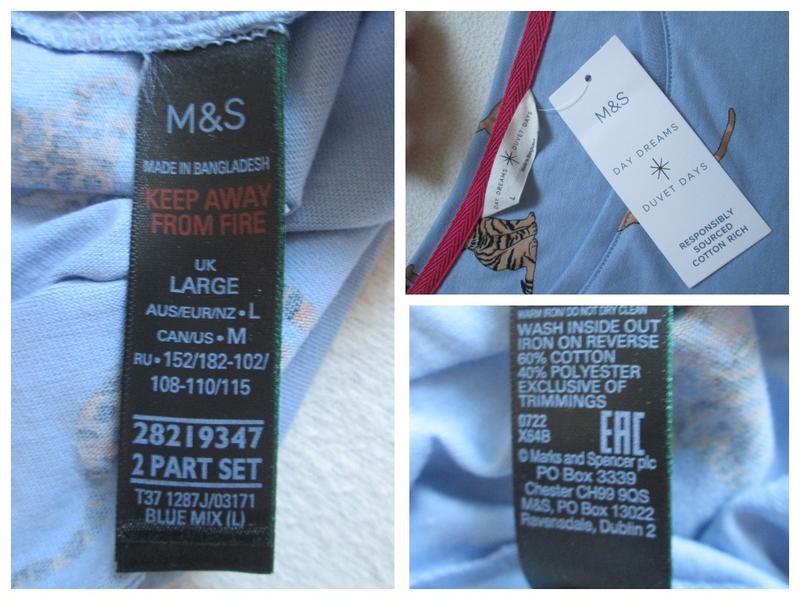 M&S
MADE IN BANGLADESH
KEEP AWAY
FROM FIRE
UK
LARGE
AUS/EUR/NZ • L
CAN/US • M
RU • 152/182-102/
108-110/115
28219347
2 PART SET
T37 1287J/03171
BLUE MIX (L)
DAY DREAMS DUVET DAYS
L
M&S
DAY DREAMS
DUVET DAYS
RESPONSIBLY
SOURCED
COTTON RICH
WARM IRON/DO NOT DRY CLEAN
WASH INSIDE OUT
IRON ON REVERSE
60% COTTON
40% POLYESTER
EXCLUSIVE OF
TRIMMINGS
0722
X64B
EAC
© Marks and Spencer plc
PO Box 3339
Chester CH99 9QS
M&S, PO Box 13022
Ravensdale, Dublin 2